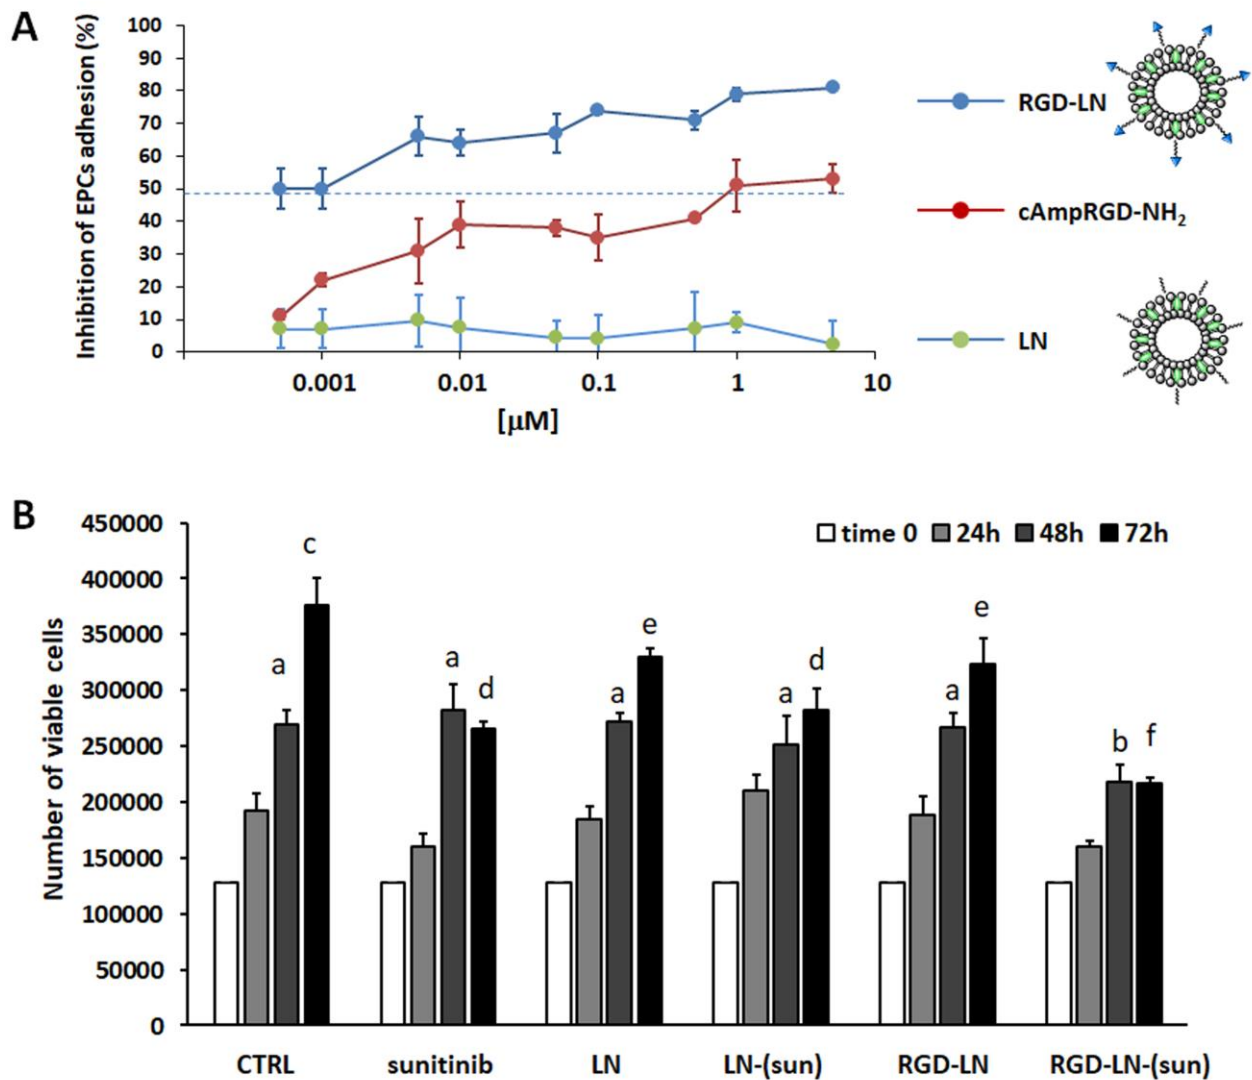 A
Inhibition of EPCs adhesion (%)
100
90
80
70
60
50
40
30
20
10
0
0.001 0.01 0.1 1 10
[μM]
RGD-LN
cAmpRGD-NH₂
LN
B
Number of viable cells
450000
400000
350000
300000
250000
200000
150000
100000
50000
0
time 0 24h 48h 72h
a c
a d
a e
a d
a e
b f
CTRL sunitinib LN LN-(sun) RGD-LN RGD-LN-(sun)